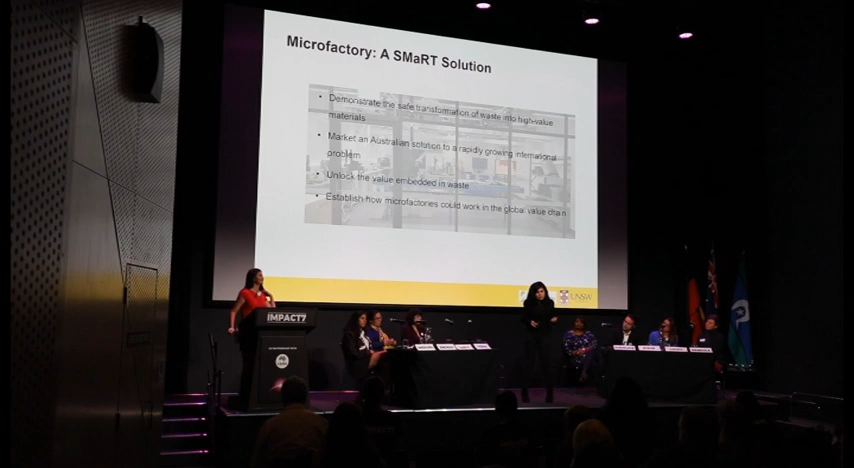 Microfactory: A SMaRT Solution
• Demonstrate the safe transformation of waste into high-value
materials
• Market an Australian solution to a rapidly growing international
problem
• Unlock the value embedded in waste
• Establish how microfactories could work in the global value chain
UNSW
IMPACT7